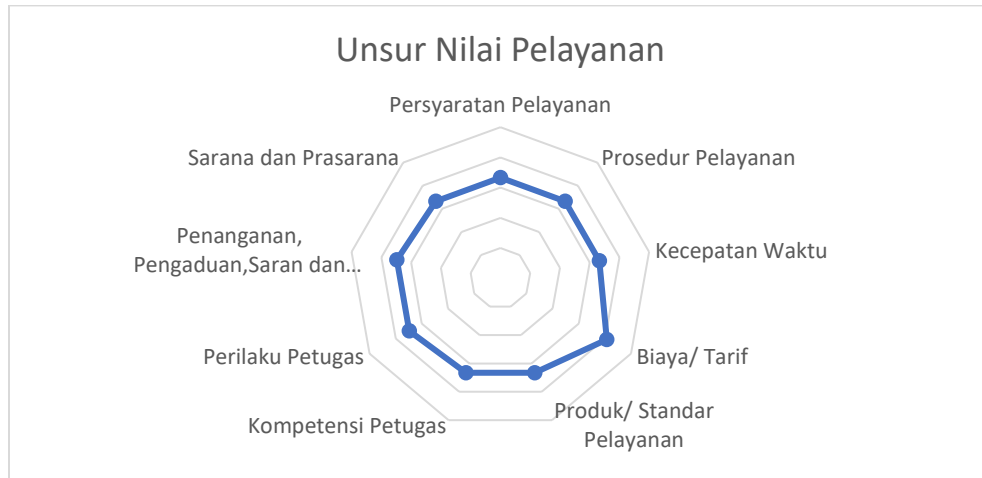 Unsur Nilai Pelayanan
Persyaratan Pelayanan
Prosedur Pelayanan
Kecepatan Waktu
Biaya/ Tarif
Produk/ Standar
Pelayanan
Kompetensi Petugas
Perilaku Petugas
Penanganan,
Pengaduan,Saran dan...
Sarana dan Prasarana